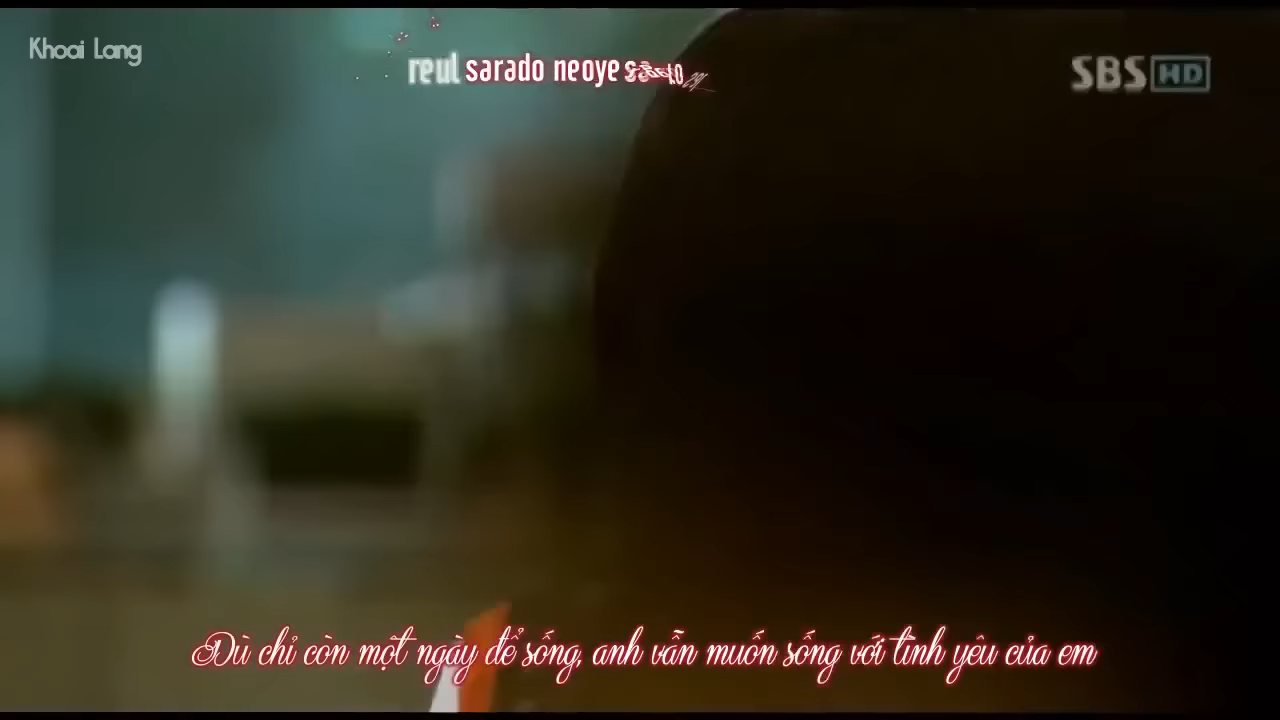 Khoai Lang
reul sarado neoye
SBS HD
Dù chỉ còn một ngày để sống, anh vẫn muốn sống với tình yêu của em